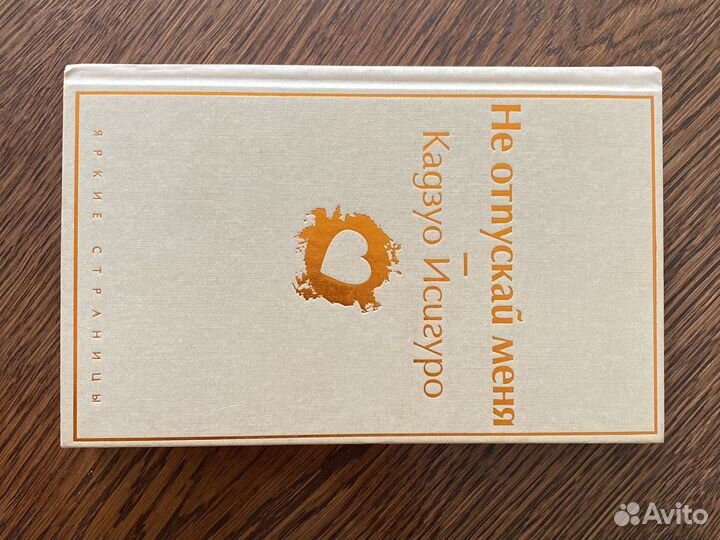 Не отпускай меня
—
Кадзуо Исигуро
ЯРКИЕ СТРАНИЦЫ
Avito